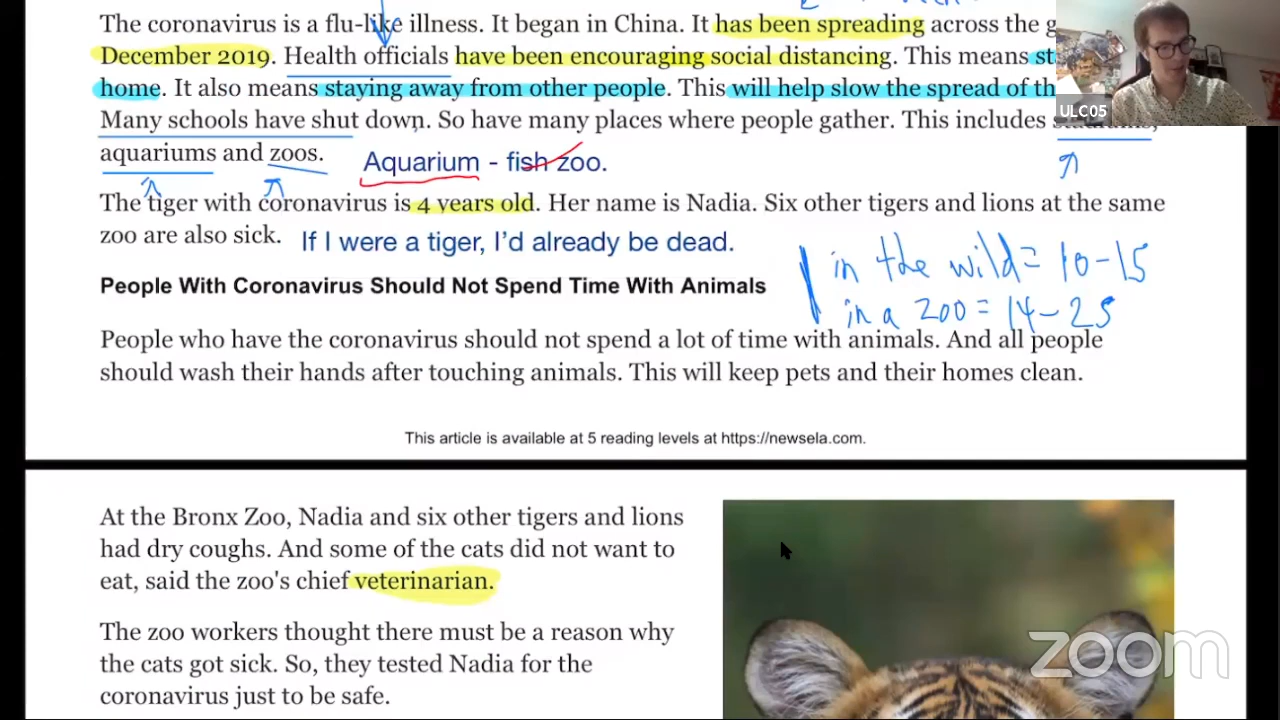 The coronavirus is a flu-like illness. It began in China. It has been spreading across the g
December 2019. Health officials have been encouraging social distancing. This means st
ULC05
home. It also means staying away from other people. This will help slow the spread of th
Many schools have shut down. So have many places where people gather. This includes stadiums,
aquariums and zoos.
Aquarium - fish zoo.
The tiger with coronavirus is 4 years old. Her name is Nadia. Six other tigers and lions at the same
zoo are also sick.
If I were a tiger, I'd already be dead.
in the wild = 10-15
in a zoo = 14-25
People With Coronavirus Should Not Spend Time With Animals
People who have the coronavirus should not spend a lot of time with animals. And all people
should wash their hands after touching animals. This will keep pets and their homes clean.
This article is available at 5 reading levels at https://newsela.com.
At the Bronx Zoo, Nadia and six other tigers and lions
had dry coughs. And some of the cats did not want to
eat, said the zoo's chief veterinarian.
The zoo workers thought there must be a reason why
the cats got sick. So, they tested Nadia for the
coronavirus just to be safe.
zoom